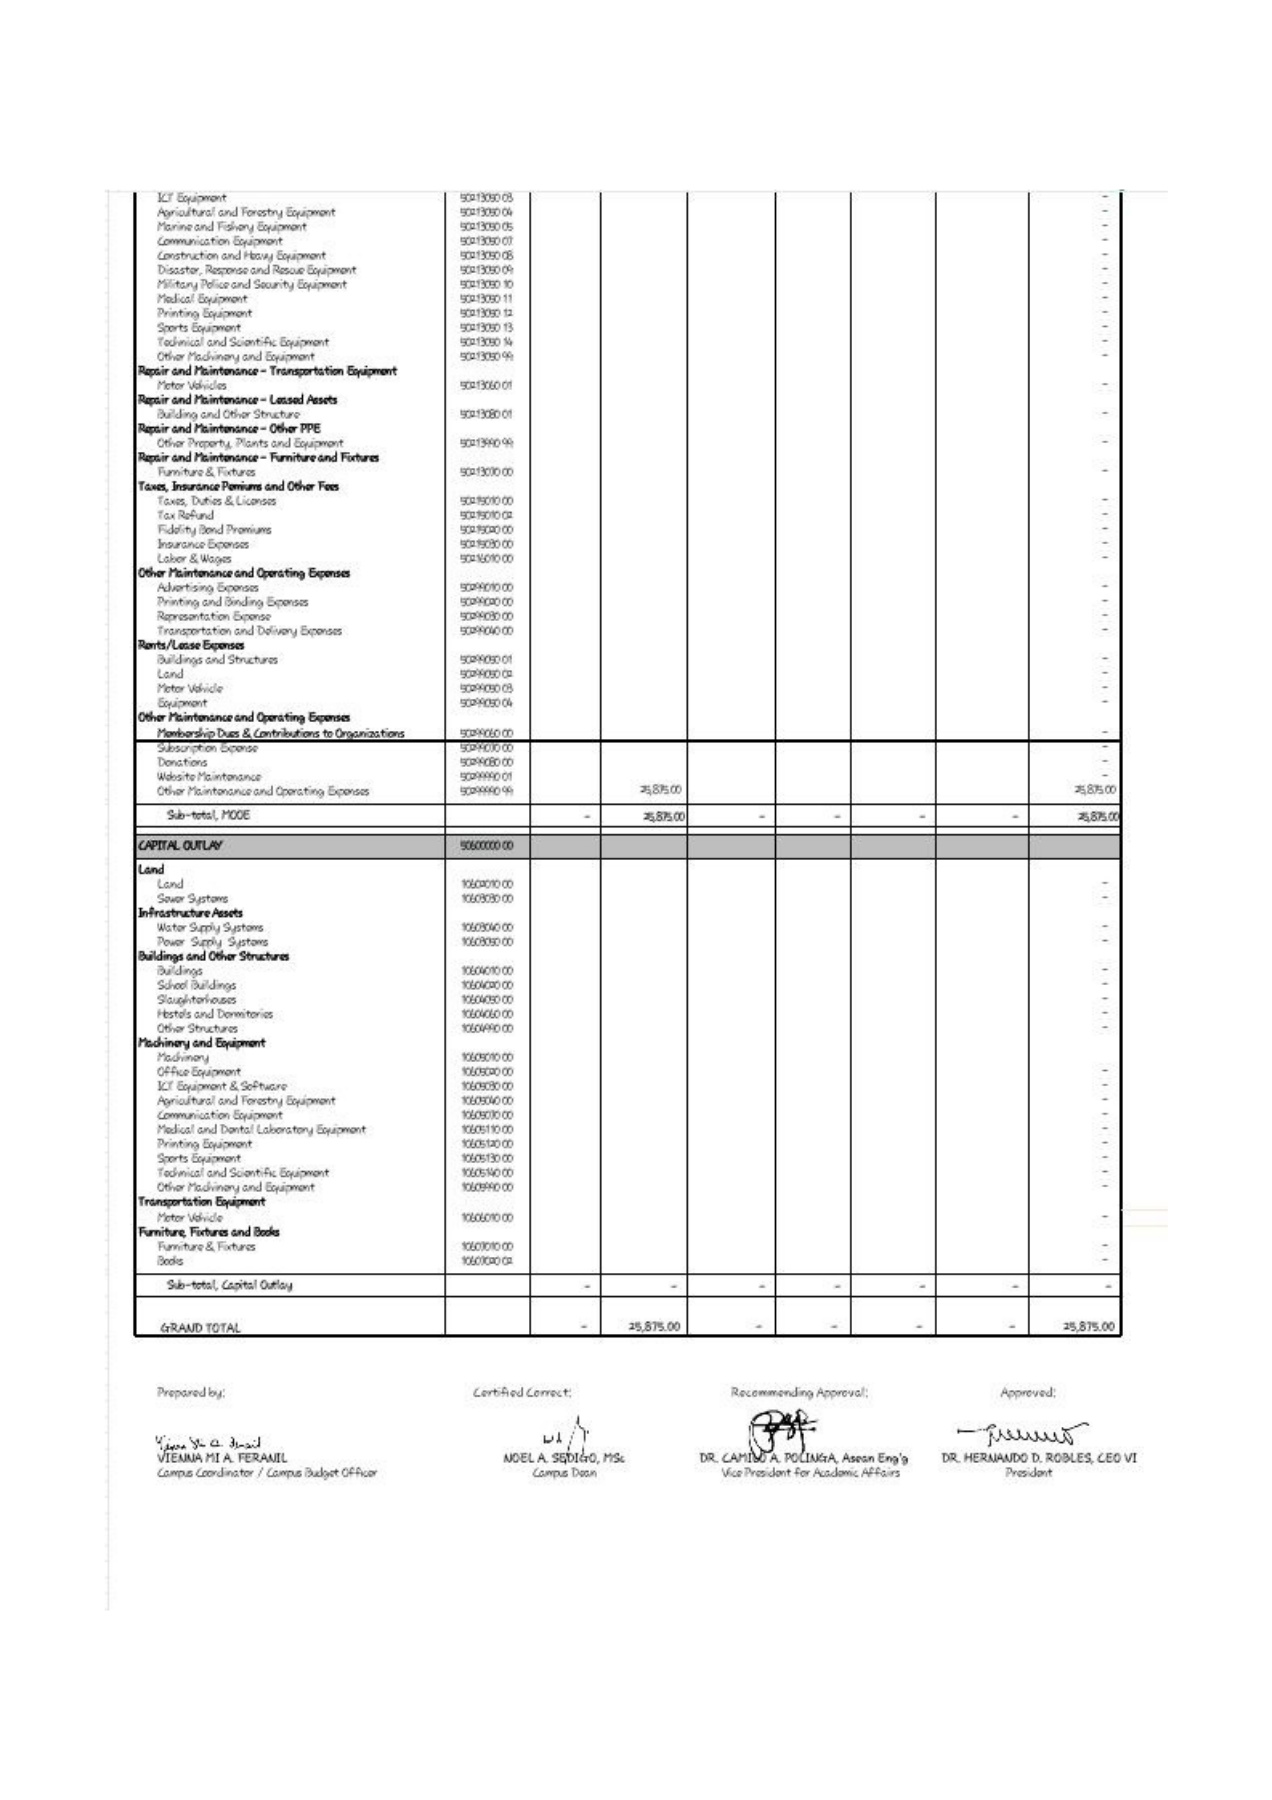 ICT Equipment 50213050 03 -
Agricultural and Forestry Equipment 50213050 04 -
Marine and Fishery Equipment 50213050 05 -
Communication Equipment 50213050 07 -
Construction and Heavy Equipment 50213050 08 -
Disaster, Response and Rescue Equipment 50213050 09 -
Military Police and Security Equipment 50213050 10 -
Medical Equipment 50213050 11 -
Printing Equipment 50213050 12 -
Sports Equipment 50213050 13 -
Technical and Scientific Equipment 50213050 14 -
Other Machinery and Equipment 50213050 99 -
Repair and Maintenance - Transportation Equipment
Motor Vehicles 50213060 01 -
Repair and Maintenance - Leased Assets
Building and Other Structure 50213080 01 -
Repair and Maintenance - Other PPE
Other Property, Plants and Equipment 50213990 99 -
Repair and Maintenance - Furniture and Fixtures
Furniture & Fixtures 50213070 00 -
Taxes, Insurance Pemiums and Other Fees
Taxes, Duties & Licenses 50215010 00 -
Tax Refund 50215010 02 -
Fidelity Bond Premiums 50215020 00 -
Insurance Expenses 50215030 00 -
Labor & Wages 50216010 00 -
Other Maintenance and Operating Expenses
Advertising Expenses 50299010 00 -
Printing and Binding Expenses 50299020 00 -
Representation Expense 50299030 00 -
Transportation and Delivery Expenses 50299040 00 -
Rents/Lease Expenses
Buildings and Structures 50299050 01 -
Land 50299050 02 -
Motor Vehicle 50299050 03 -
Equipment 50299050 04 -
Other Maintenance and Operating Expenses
Membership Dues & Contributions to Organizations 50299060 00 -
Subscription Expense 50299070 00 -
Donations 50299080 00 -
Website Maintenance 50299990 01 -
Other Maintenance and Operating Expenses 50299990 99 25,875.00 25,875.00
Sub-total, MOOE - 25,875.00 - - - - 25,875.00
CAPITAL OUTLAY 50600000 00
Land
Land 10602010 00 -
Sewer Systems 10603030 00 -
Infrastructure Assets
Water Supply Systems 10603040 00 -
Power Supply Systems 10603050 00 -
Buildings and Other Structures
Buildings 10604010 00 -
School Buildings 10604020 00 -
Slaughterhouses 10604050 00 -
Hostels and Dormitories 10604060 00 -
Other Structures 10604990 00 -
Machinery and Equipment
Machinery 10605010 00
Office Equipment 10605020 00 -
ICT Equipment & Software 10605030 00 -
Agricultural and Forestry Equipment 10605040 00 -
Communication Equipment 10605070 00 -
Medical and Dental Laboratory Equipment 10605110 00 -
Printing Equipment 10605120 00 -
Sports Equipment 10605130 00 -
Technical and Scientific Equipment 10605140 00 -
Other Machinery and Equipment 10605990 00 -
Transportation Equipment
Motor Vehicle 10606010 00 -
Furniture, Fixtures and Books
Furniture & Fixtures 10607010 00 -
Books 10607020 02 -
Sub-total, Capital Outlay - - - - - - -
GRAND TOTAL - 25,875.00 - - - - 25,875.00
Prepared by: Certified Correct: Recommending Approval: Approved:
VIENNA MI A. FERANIL NOEL A. SEDIGO, MSc DR. CAMILO A. POLINGA, Asean Eng'g DR. HERNANDO D. ROBLES, CEO VI
Campus Coordinator / Campus Budget Officer Campus Dean Vice President for Academic Affairs President